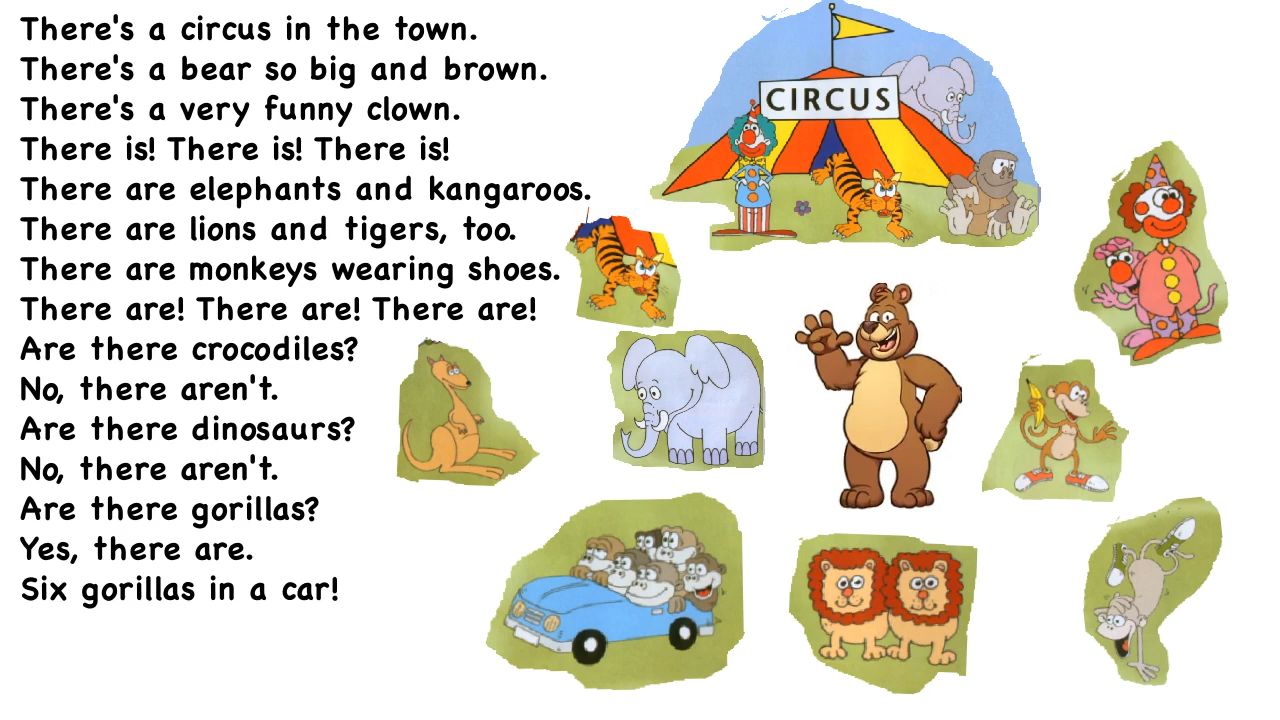 There's a circus in the town.
There's a bear so big and brown.
There's a very funny clown.
There is! There is! There is!
There are elephants and kangaroos.
There are lions and tigers, too.
There are monkeys wearing shoes.
There are! There are! There are!
Are there crocodiles?
No, there aren't.
Are there dinosaurs?
No, there aren't.
Are there gorillas?
Yes, there are.
Six gorillas in a car!
CIRCUS